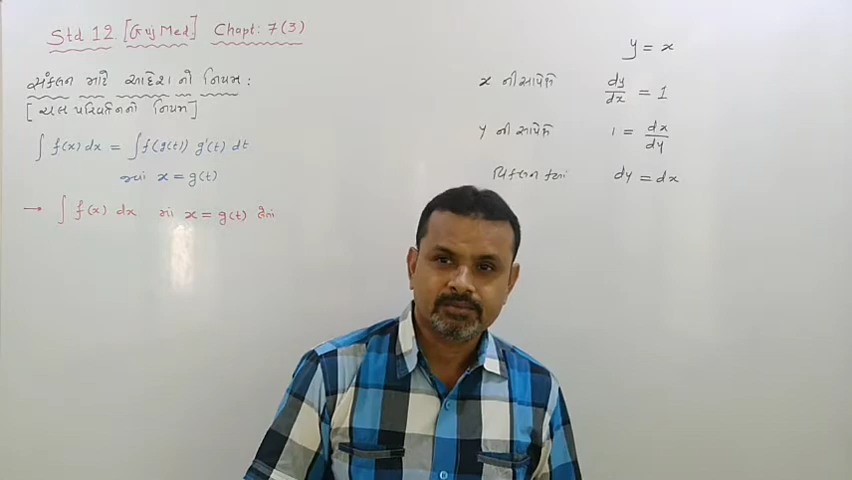 Std 12 [Guj Med.] Chapt: 7(3)
સંકલન માટે આદેશ નો નિયમ :
[ ચલ પરિવર્તનનો નિયમ ]
∫ f(x) dx = ∫ f(g(t)) g'(t) dt
જ્યાં x = g(t)
→ ∫ f(x) dx માં x = g(t) લેતાં
y = x
x ની સાપેક્ષે dy/dx = 1
y ની સાપેક્ષે 1 = dx/dy
વિકલન કરતાં dy = dx